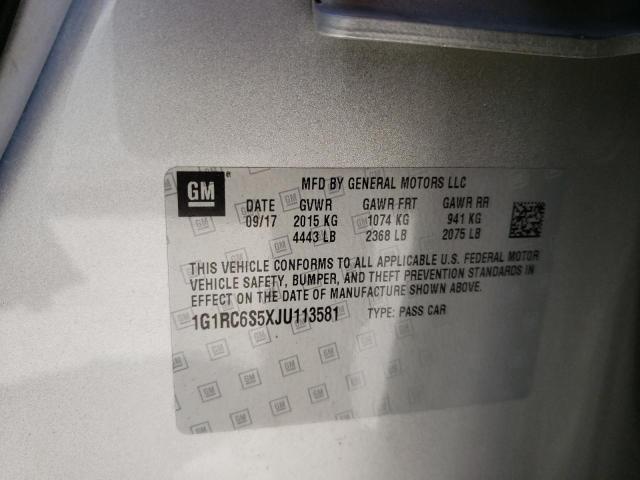 GM
MFD BY GENERAL MOTORS LLC
DATE GVWR GAWR FRT GAWR RR
09/17 2015 KG 1074 KG 941 KG
4443 LB 2368 LB 2075 LB
THIS VEHICLE CONFORMS TO ALL APPLICABLE U.S. FEDERAL MOTOR
VEHICLE SAFETY, BUMPER, AND THEFT PREVENTION STANDARDS IN
EFFECT ON THE DATE OF MANUFACTURE SHOWN ABOVE.
1G1RC6S5XJU113581 TYPE: PASS CAR